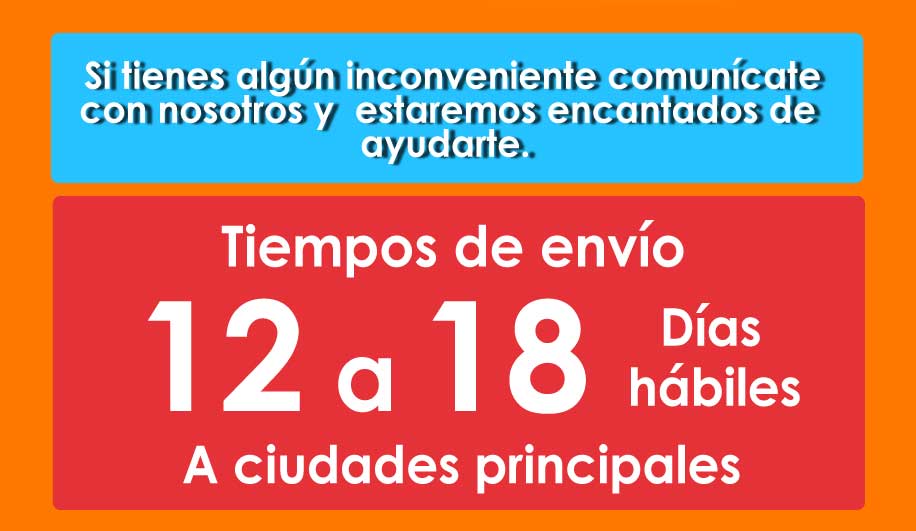 Si tienes algún inconveniente comunícate
con nosotros y estaremos encantados de
ayudarte.
Tiempos de envío
12 a 18 Días
hábiles
A ciudades principales